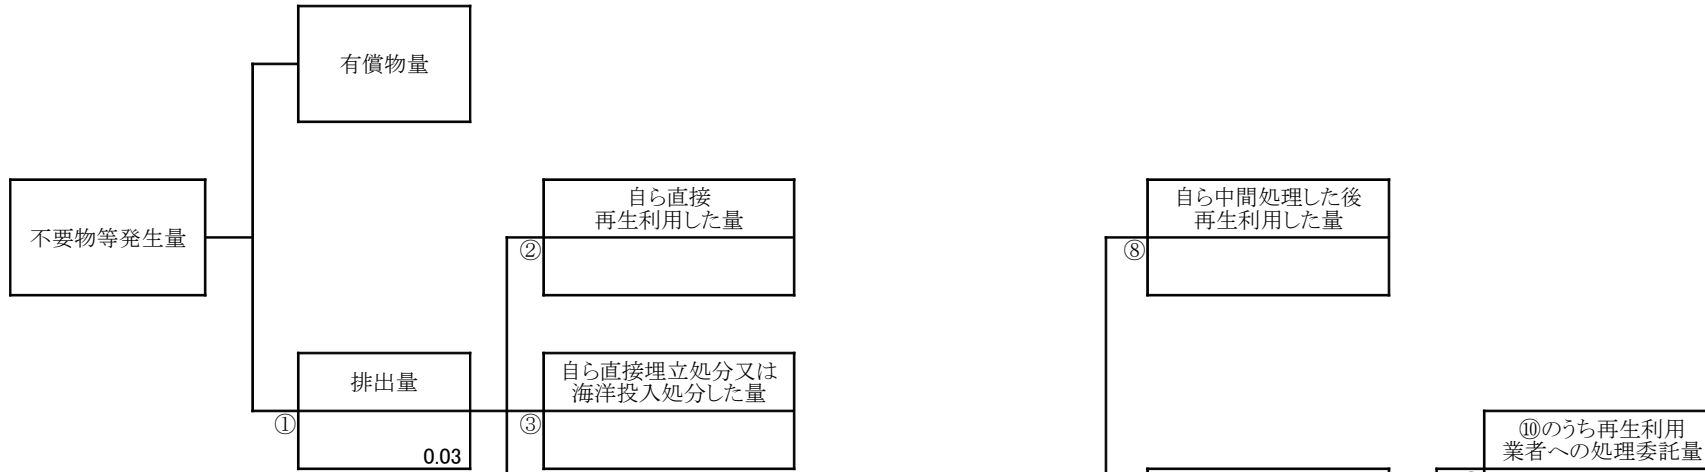 有償物量
不要物等発生量
自ら直接
再生利用した量
②
自ら中間処理した後
再生利用した量
⑧
排出量
①
0.03
自ら直接埋立処分又は
海洋投入処分した量
③
⑩のうち再生利用
業者への処理委託量